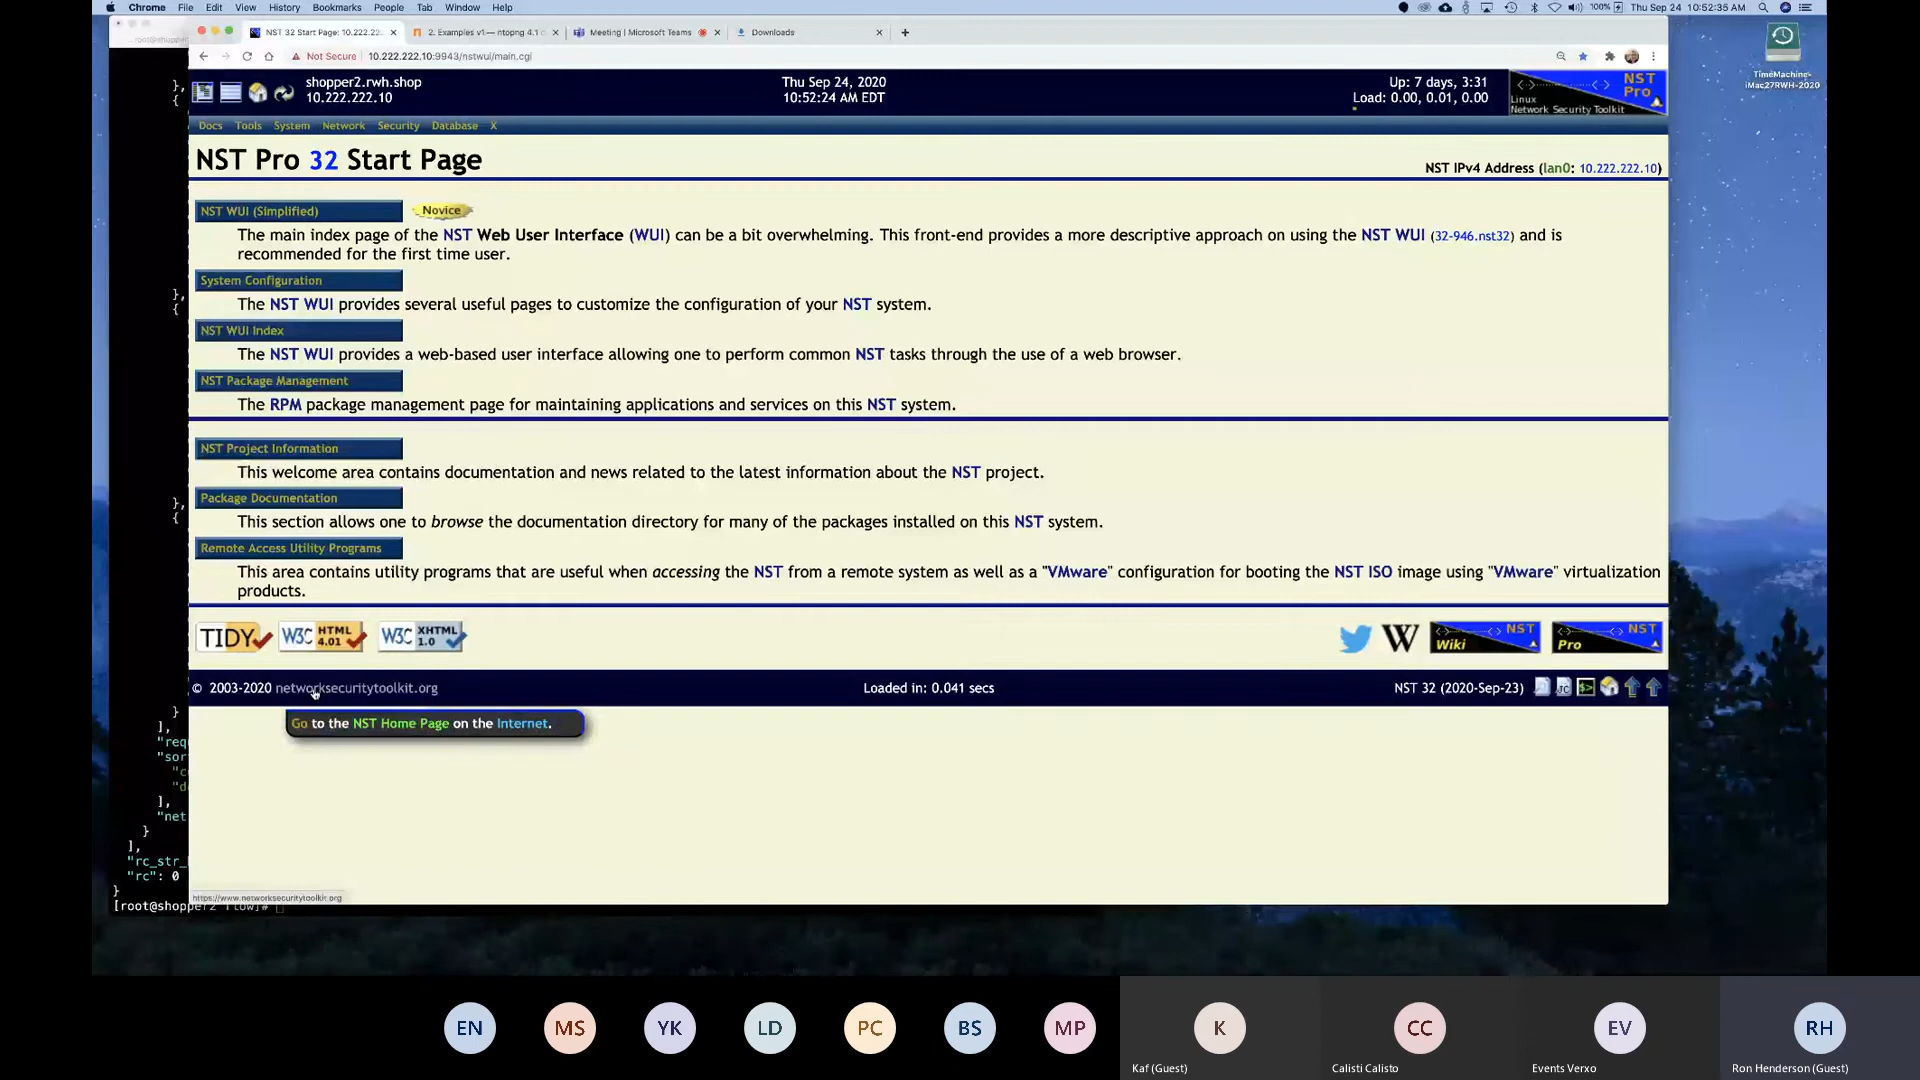 Chrome File Edit View History Bookmarks People Tab Window Help
100% Thu Sep 24 10:52:35 AM
NST 32 Start Page: 10.222.22
2. Examples v1 — ntopng 4.1
Meeting | Microsoft Teams
Downloads
Not Secure 10.222.222.10:9943/nstwui/main.cgi
TimeMachine-
iMac27RWH-2020
shopper2.rwh.shop
10.222.222.10
Thu Sep 24, 2020
10:52:24 AM EDT
Up: 7 days, 3:31
Load: 0.00, 0.01, 0.00
NST
Pro
Linux
Network Security Toolkit
Docs Tools System Network Security Database X
NST Pro 32 Start Page
NST IPv4 Address (lan0: 10.222.222.10)
NST WUI (Simplified)
Novice
The main index page of the NST Web User Interface (WUI) can be a bit overwhelming. This front-end provides a more descriptive approach on using the NST WUI (32-946.nst32) and is
recommended for the first time user.
System Configuration
The NST WUI provides several useful pages to customize the configuration of your NST system.
NST WUI Index
The NST WUI provides a web-based user interface allowing one to perform common NST tasks through the use of a web browser.
NST Package Management
The RPM package management page for maintaining applications and services on this NST system.
NST Project Information
This welcome area contains documentation and news related to the latest information about the NST project.
Package Documentation
This section allows one to browse the documentation directory for many of the packages installed on this NST system.
Remote Access Utility Programs
This area contains utility programs that are useful when accessing the NST from a remote system as well as a "VMware" configuration for booting the NST ISO image using "VMware" virtualization
products.
TIDY
W3C HTML 4.01
W3C XHTML 1.0
W
NST Wiki
NST Pro
© 2003-2020 networksecuritytoolkit.org
Loaded in: 0.041 secs
NST 32 (2020-Sep-23)
Go to the NST Home Page on the Internet.
},
{
},
{
},
{
}
],
"req
"sor
"c
"d
],
"net
}
],
"rc_str_
"rc": 0
}
https://www.networksecuritytoolkit.org
[root@shopper2 flow]#
EN MS YK LD PC BS MP K CC EV RH
Kaf (Guest)
Calisti Calisto
Events Verxo
Ron Henderson (Guest)